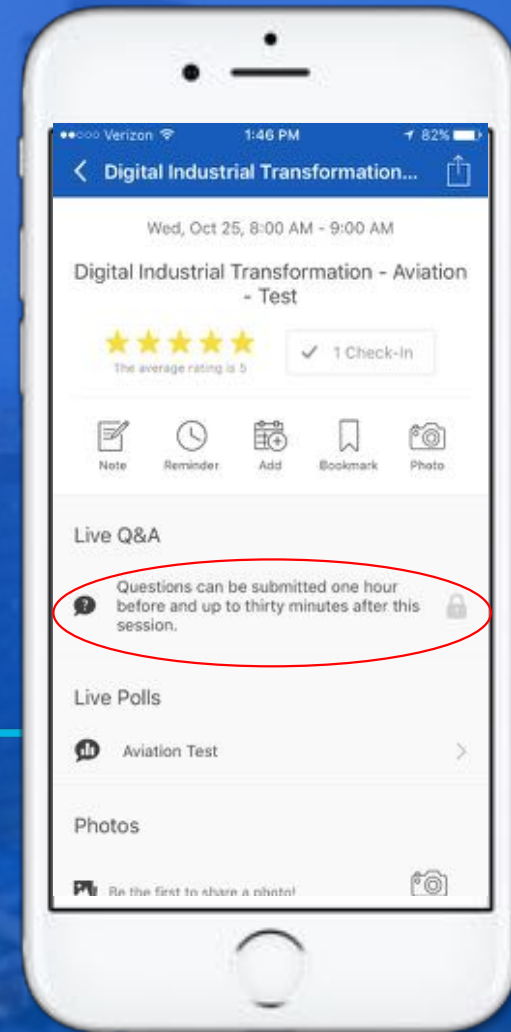 Verizon 1:46 PM 82%
Digital Industrial Transformation...
Wed, Oct 25, 8:00 AM - 9:00 AM
Digital Industrial Transformation - Aviation
- Test
The average rating is 5
1 Check-In
Note Reminder Add Bookmark Photo
Live Q&A
Questions can be submitted one hour
before and up to thirty minutes after this
session.
Live Polls
Aviation Test
Photos
Be the first to share a photo!